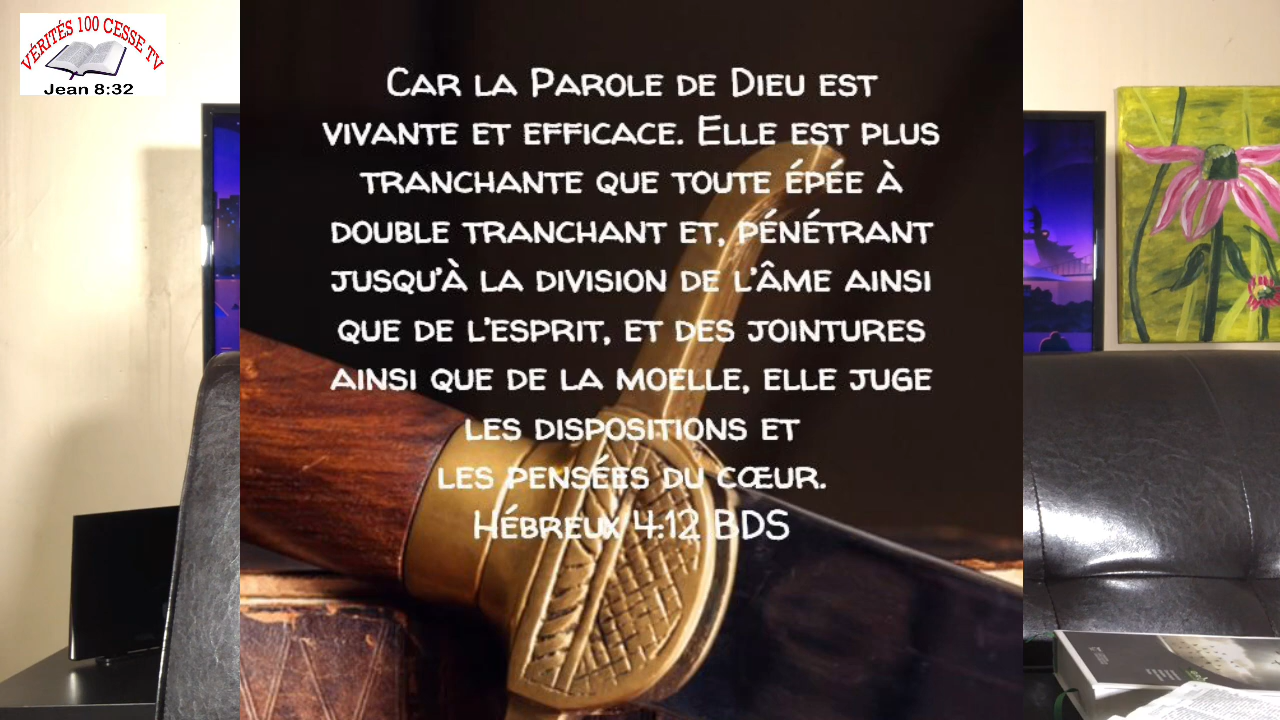 VÉRITÉS 100 CESSE TV
Jean 8:32
Car la Parole de Dieu est
vivante et efficace. Elle est plus
tranchante que toute épée à
double tranchant et, pénétrant
jusqu'à la division de l'âme ainsi
que de l'esprit, et des jointures
ainsi que de la moelle, elle juge
les dispositions et
les pensées du cœur.
Hébreux 4:12 BDS